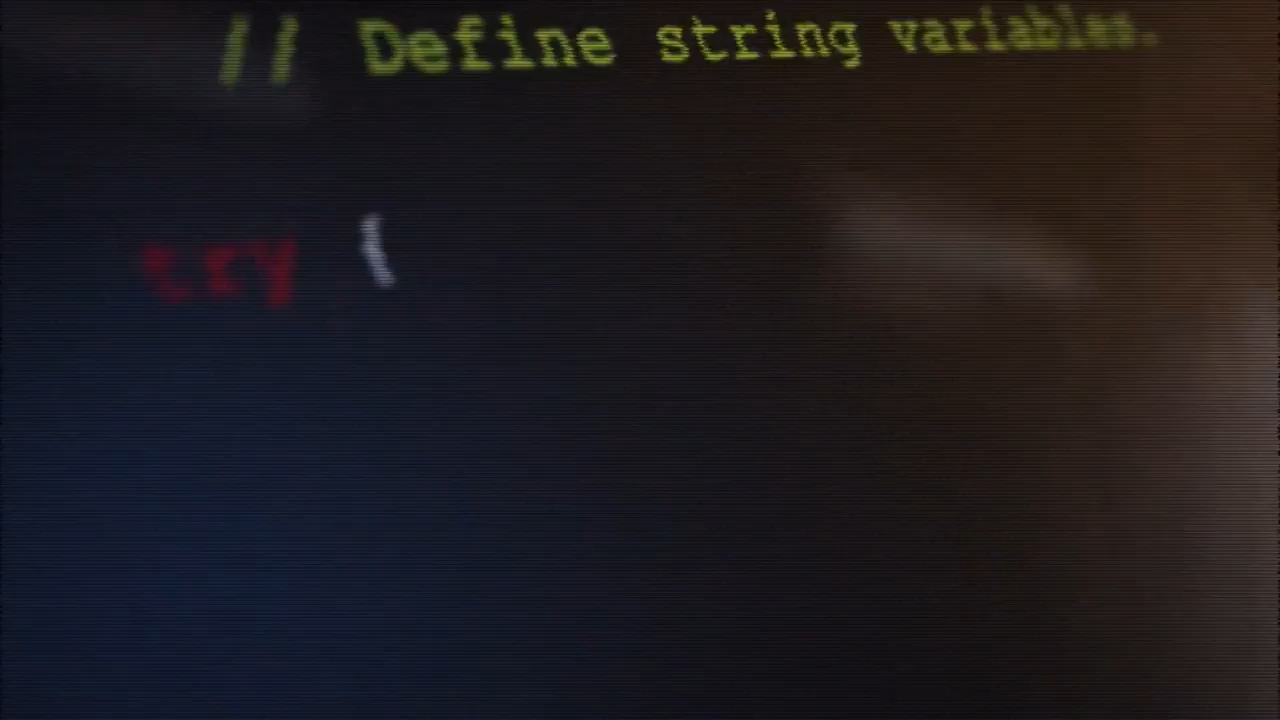 // Define string variables.
try {